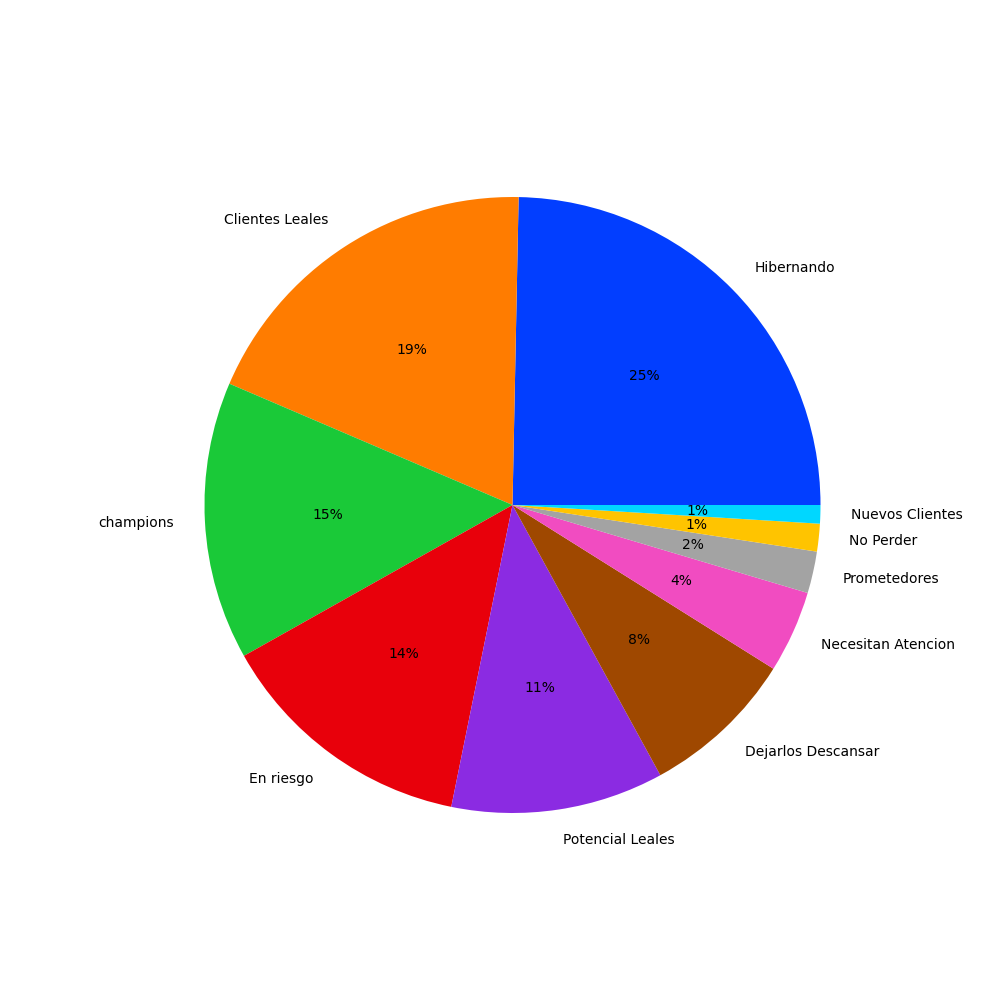 Clientes Leales
Hibernando
19%
25%
champions
15%
1%
Nuevos Clientes
1%
No Perder
2%
Prometedores
4%
Necesitan Atencion
14%
8%
11%
En riesgo
Dejarlos Descansar
Potencial Leales